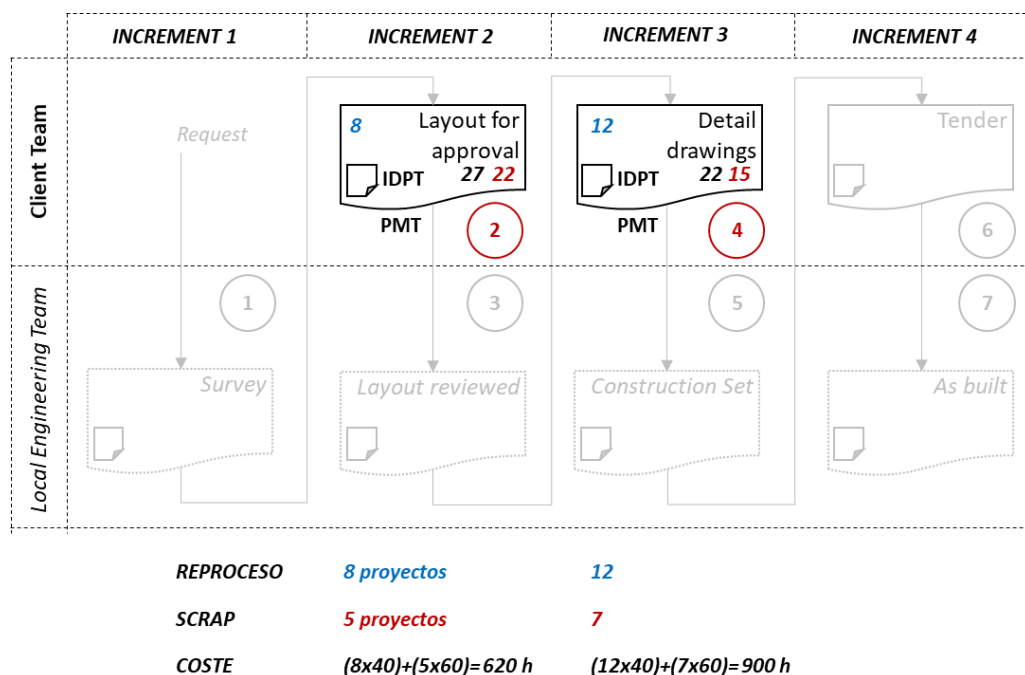 INCREMENT 1 INCREMENT 2 INCREMENT 3 INCREMENT 4
Client Team
Request
8 Layout for
approval
IDPT 27 22
PMT
2
12 Detail
drawings
IDPT 22 15
PMT
4
Tender
6
Local Engineering Team
1
3
5
7
Survey
Layout reviewed
Construction Set
As built
REPROCESO 8 proyectos 12
SCRAP 5 proyectos 7
COSTE (8x40)+(5x60)=620 h (12x40)+(7x60)=900 h